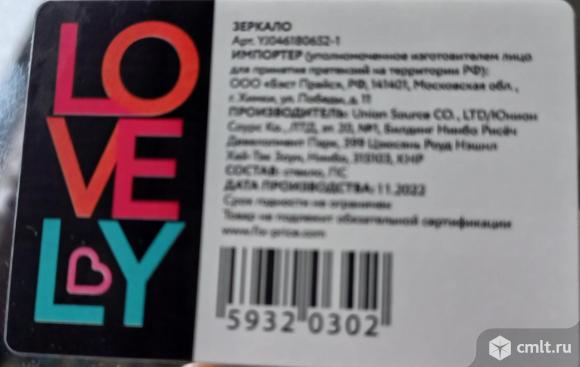 LO
VE
LY
ЗЕРКАЛО
Арт. YJ046180652-1
ИМПОРТЕР (уполномоченное изготовителем лицо
для принятия претензий на территории РФ):
ООО «Бэст Прайс», РФ, 141401, Московская обл.,
г. Химки, ул. Победы, д. 11
ПРОИЗВОДИТЕЛЬ: Union Source CO., LTD/Юнион
Соурс Ко., ЛТД, эт. 20, №1, Билдинг Нинбо Рисёч
Девелопмент Парк, 399 Цзюсянь Роуд Нэшнл
Хай-Тек Зоун, Нинбо, 315103, КНР
СОСТАВ: стекло, ПС
ДАТА ПРОИЗВОДСТВА: 11.2022
Срок годности не ограничен
Товар не подлежит обязательной сертификации
www.fix-price.com
5932 0302
cmlt.ru